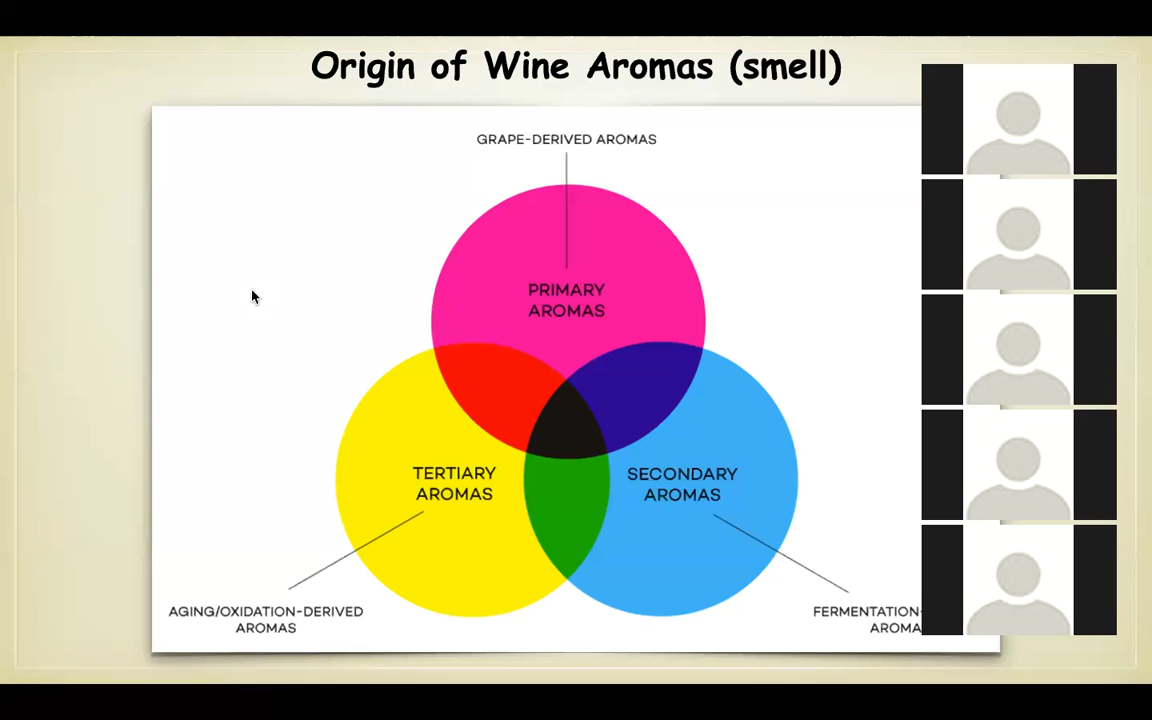 Origin of Wine Aromas (smell)
GRAPE-DERIVED AROMAS
PRIMARY
AROMAS
TERTIARY
AROMAS
SECONDARY
AROMAS
AGING/OXIDATION-DERIVED
AROMAS
FERMENTATION-